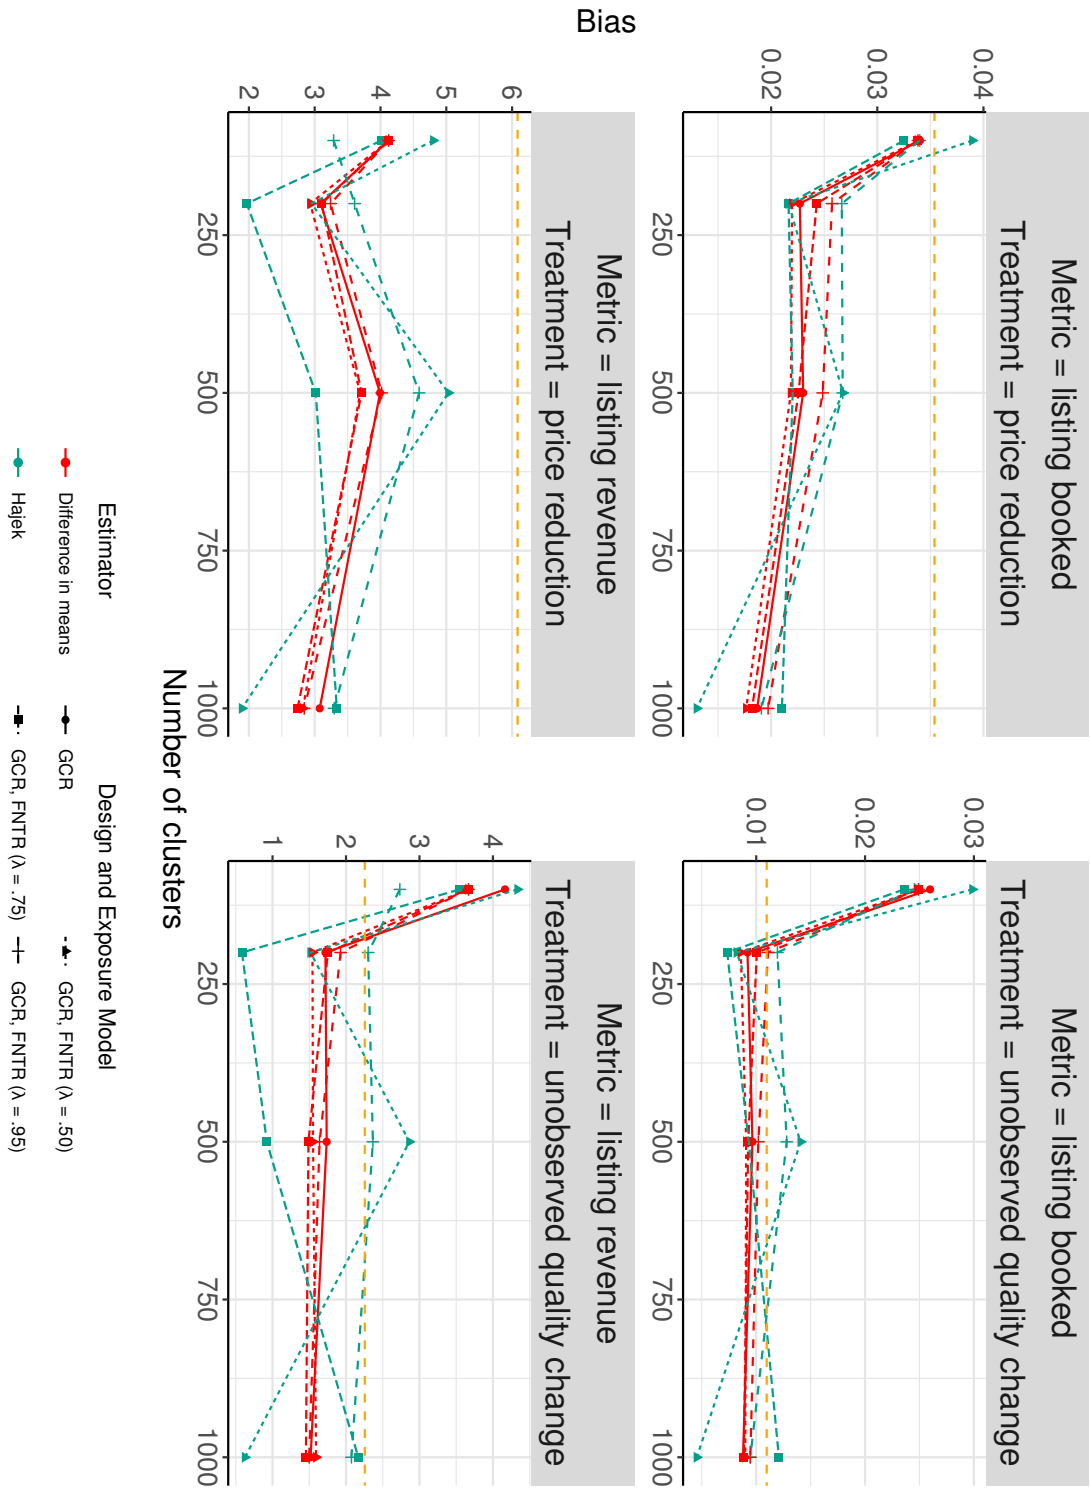 Metric = listing booked
Treatment = price reduction
Metric = listing booked
Treatment = unobserved quality change
0.04
0.03
0.02
250
500
750
1000
0.03
0.02
0.01
250
500
750
1000
Metric = listing revenue
Treatment = price reduction
Metric = listing revenue
Treatment = unobserved quality change
6
5
4
3
2
250
500
750
1000
4
3
2
1
250
500
750
1000
Bias
Number of clusters
Estimator
Difference in means
Hajek
Design and Exposure Model
GCR
GCR, FNTR (λ = .50)
GCR, FNTR (λ = .75)
GCR, FNTR (λ = .95)